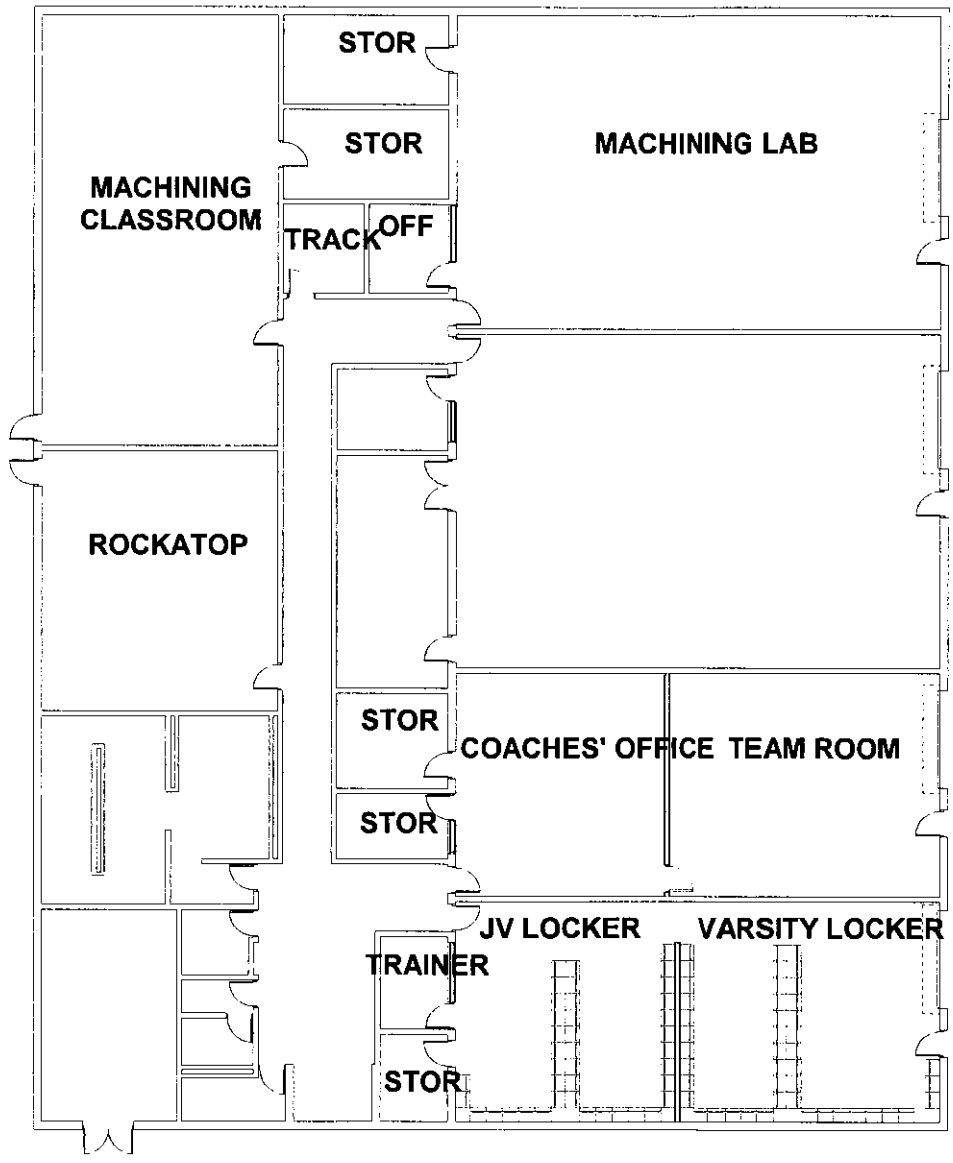 STOR
STOR
MACHINING LAB
MACHINING
CLASSROOM
TRACK
OFF
ROCKATOP
STOR
COACHES' OFFICE
TEAM ROOM
STOR
JV LOCKER
VARSITY LOCKER
TRAINER
STOR